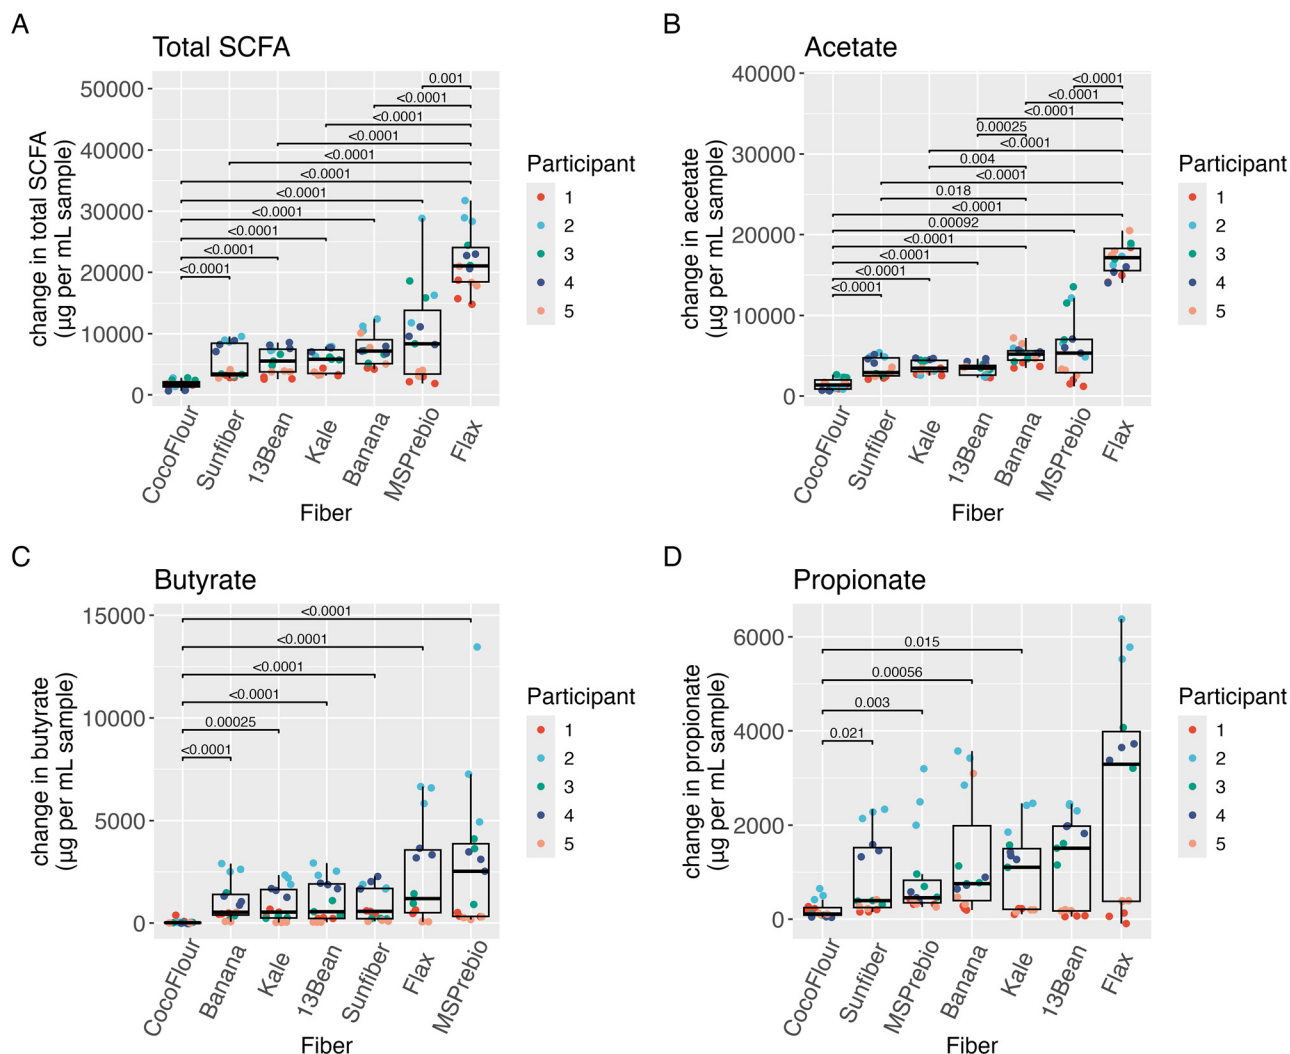 A
Total SCFA
change in total SCFA
(µg per mL sample)
50000
40000
30000
20000
10000
0
0.001
<0.0001
<0.0001
<0.0001
<0.0001
<0.0001
<0.0001
<0.0001
<0.0001
<0.0001
<0.0001
CocoFlour
Sunfiber
13Bean
Kale
Banana
MSPrebio
Flax
Fiber
Participant
1
2
3
4
5
B
Acetate
change in acetate
(µg per mL sample)
40000
30000
20000
10000
0
<0.0001
<0.0001
<0.0001
0.00025
<0.0001
0.004
<0.0001
0.018
<0.0001
0.00092
<0.0001
<0.0001
<0.0001
<0.0001
CocoFlour
Sunfiber
Kale
13Bean
Banana
MSPrebio
Flax
Fiber
Participant
1
2
3
4
5
C
Butyrate
change in butyrate
(µg per mL sample)
15000
10000
5000
0
<0.0001
<0.0001
<0.0001
<0.0001
0.00025
<0.0001
CocoFlour
Banana
Kale
13Bean
Sunfiber
Flax
MSPrebio
Fiber
Participant
1
2
3
4
5
D
Propionate
change in propionate
(µg per mL sample)
6000
4000
2000
0
0.015
0.00056
0.003
0.021
CocoFlour
Sunfiber
MSPrebio
Banana
Kale
13Bean
Flax
Fiber
Participant
1
2
3
4
5